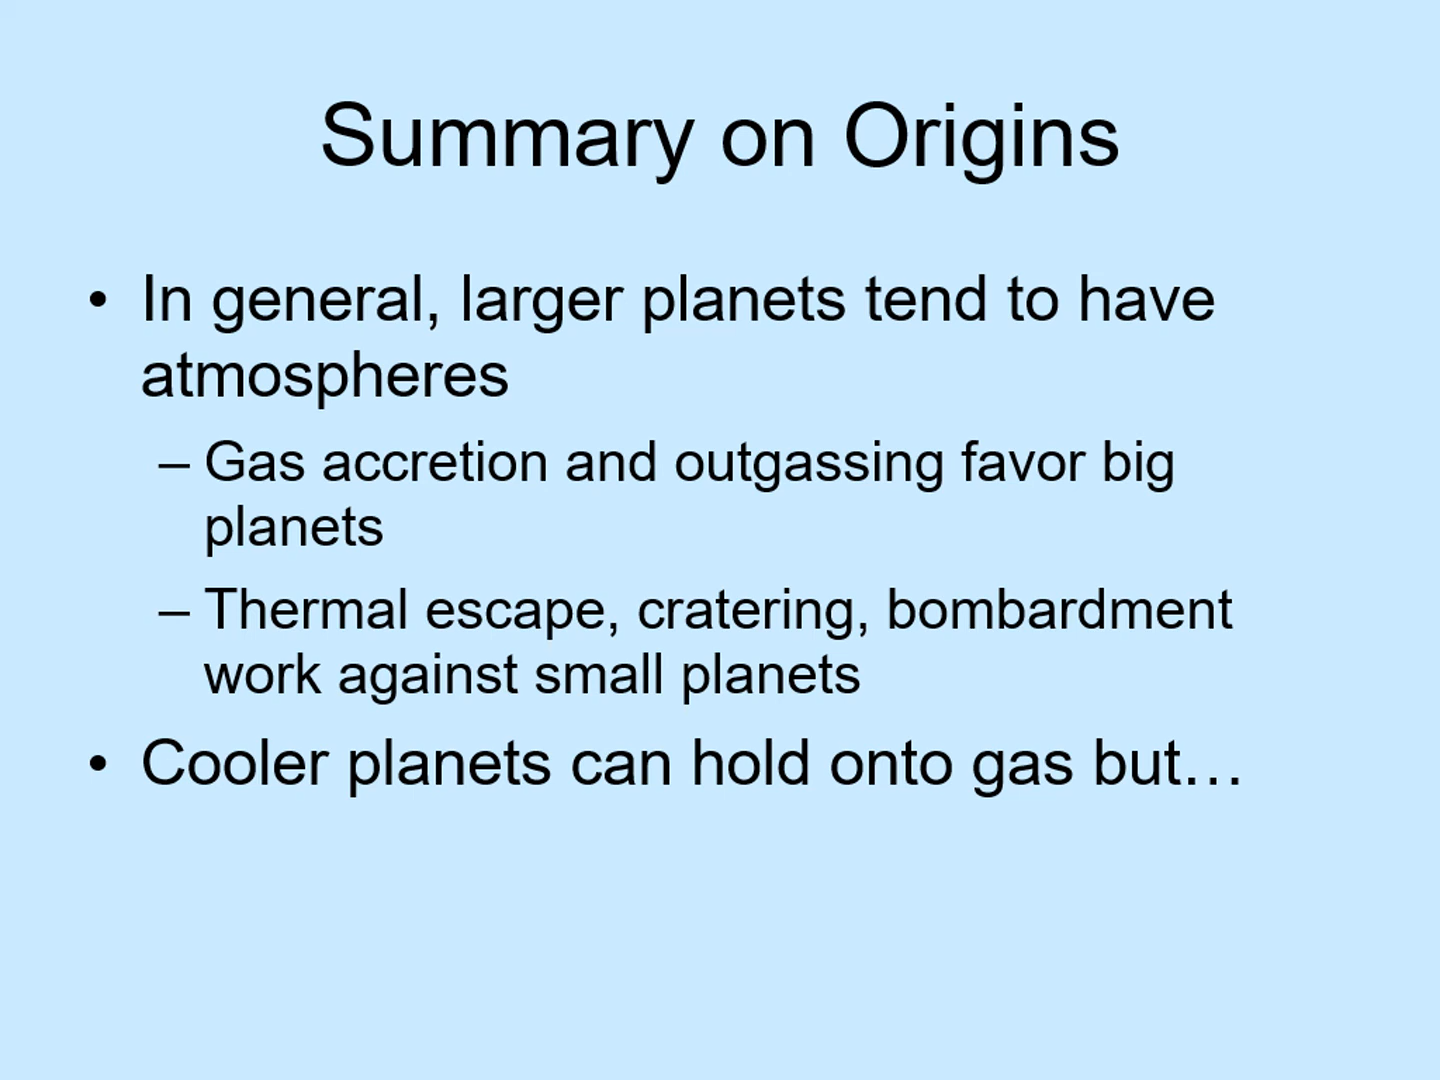 Summary on Origins
• In general, larger planets tend to have
atmospheres
– Gas accretion and outgassing favor big
planets
– Thermal escape, cratering, bombardment
work against small planets
• Cooler planets can hold onto gas but…